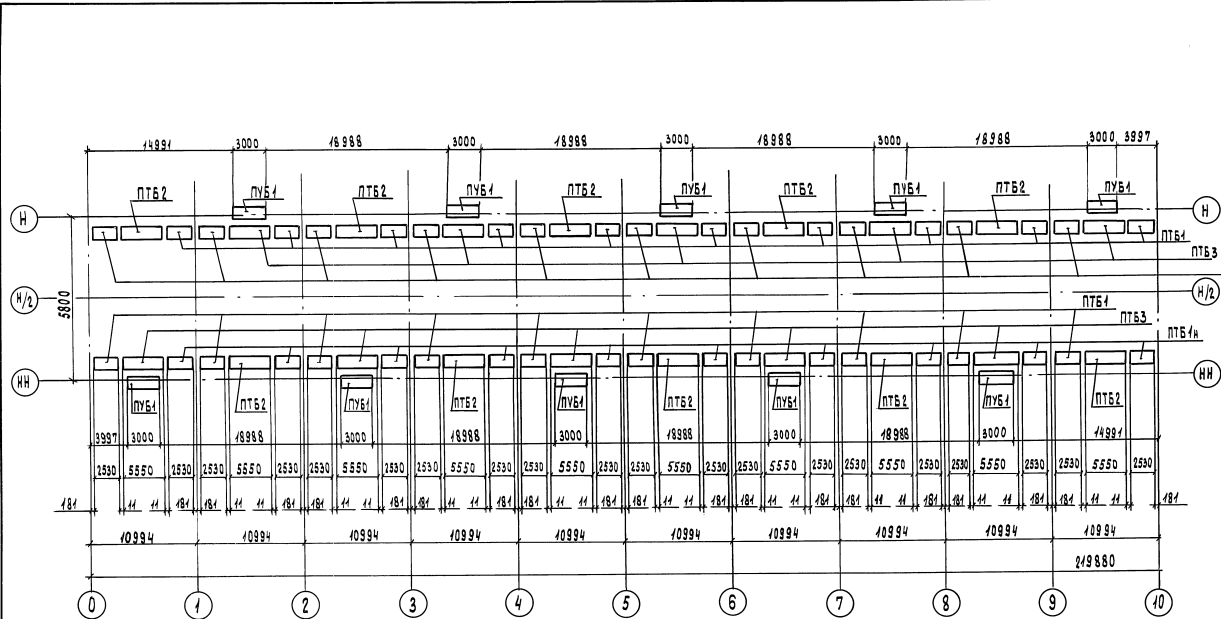 14991 3000 18988 3000 18988 3000 18988 3000 18988 3000 3997
ПТБ2 ПУБ1 ПТБ2 ПУБ1 ПТБ2 ПУБ1 ПТБ2 ПУБ1 ПТБ2 ПУБ1
Н Н
ПТБ1
ПТБ3
Н/2 5800 Н/2
ПТБ1
ПТБ3
ПТБ1н
НН НН
ПУБ1 ПТБ2 ПУБ1 ПТБ2 ПУБ1 ПТБ2 ПУБ1 ПТБ2 ПУБ1 ПТБ2
3997 3000 18988 3000 18988 3000 18988 3000 18988 3000 14991
2530 5550 2530 2530 5550 2530 2530 5550 2530 2530 5550 2530 2530 5550 2530 2530 5550 2530 2530 5550 2530 2530 5550 2530 2530 5550 2530 2530 5550 2530
181 11 11 181 181 11 11 181 181 11 11 181 181 11 11 181 181 11 11 181 181 11 11 181 181 11 11 181 181 11 11 181 181 11 11 181 181 11 11 181
10994 10994 10994 10994 10994 10994 10994 10994 10994 10994
219880
0 1 2 3 4 5 6 7 8 9 10